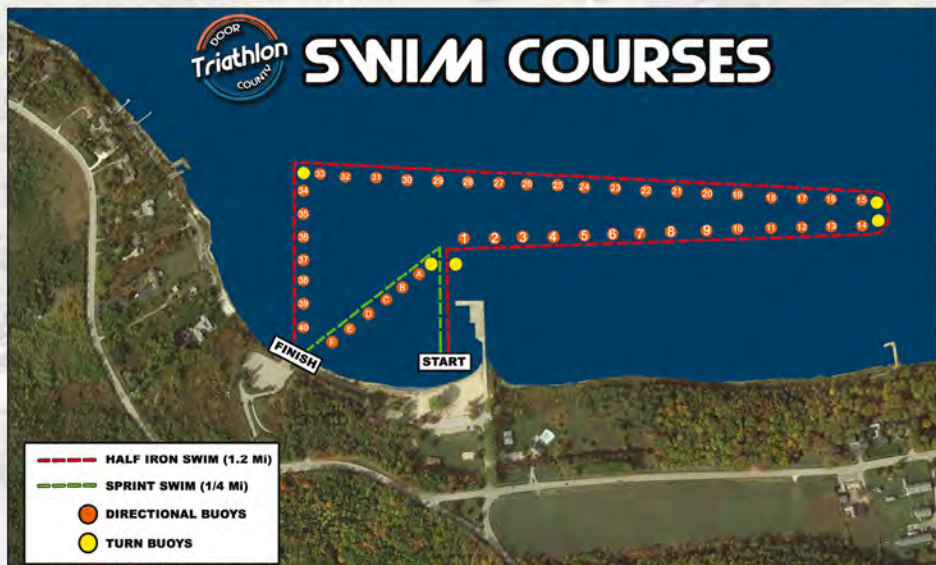 DOOR
Triathlon
COUNTY
SWIM COURSES
33 32 31 30 29 28 27 26 25 24 23 22 21 20 19 18 17 16 15
34
35
36
37
38
39
40
1 2 3 4 5 6 7 8 9 10 11 12 13 14
A
B
C
D
E
F
FINISH
START
HALF IRON SWIM (1.2 Mi)
SPRINT SWIM (1/4 Mi)
DIRECTIONAL BUOYS
TURN BUOYS